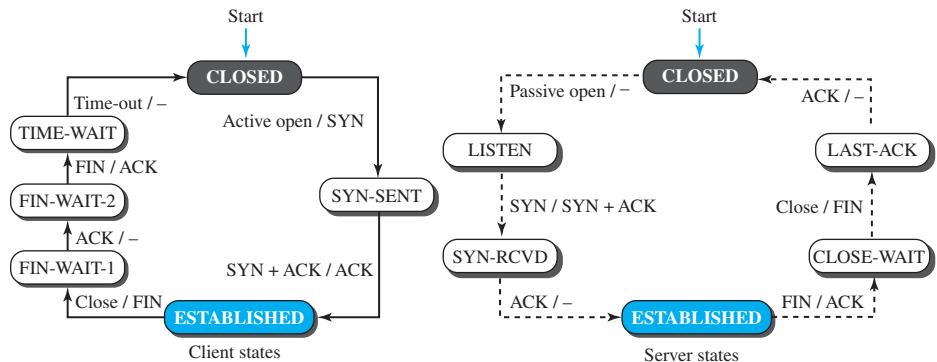 Start
CLOSED
Time-out / –
Active open / SYN
TIME-WAIT
FIN / ACK
SYN-SENT
FIN-WAIT-2
ACK / –
FIN-WAIT-1
SYN + ACK / ACK
Close / FIN
ESTABLISHED
Client states
Start
CLOSED
Passive open / –
ACK / –
LISTEN
LAST-ACK
SYN / SYN + ACK
Close / FIN
SYN-RCVD
CLOSE-WAIT
ACK / –
FIN / ACK
ESTABLISHED
Server states